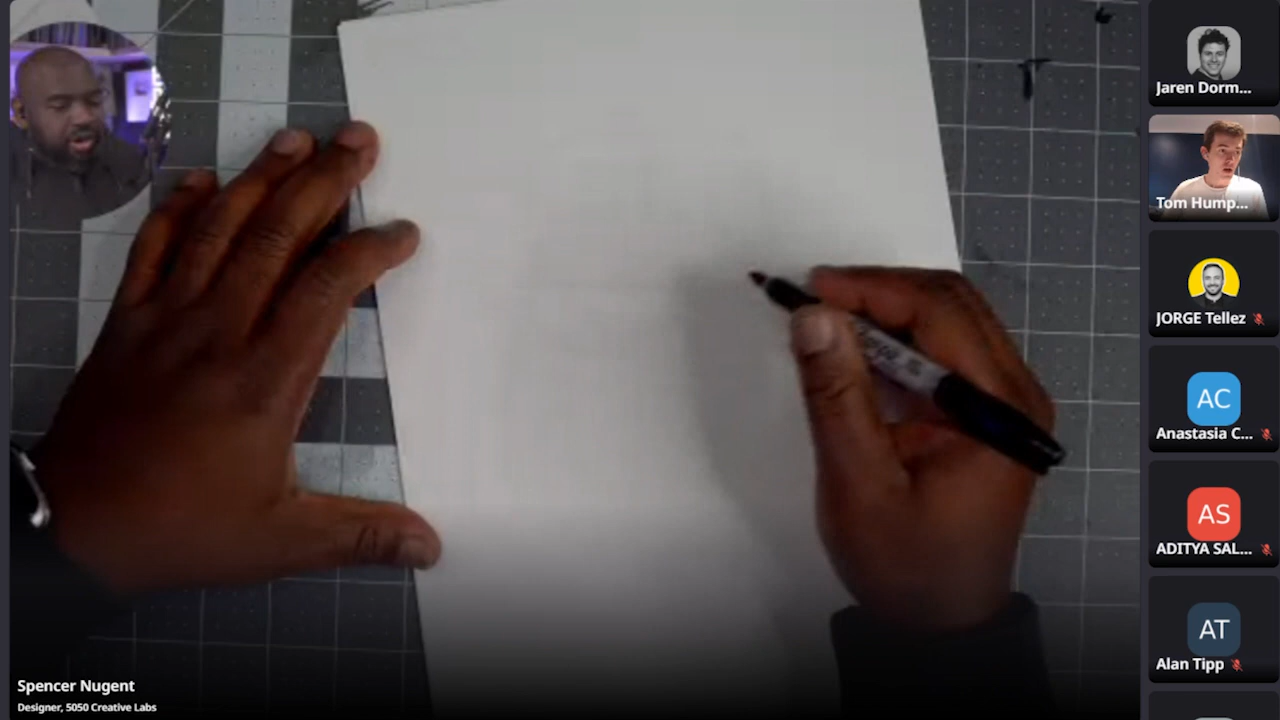 Jaren Dorm...
Tom Hump...
JORGE Tellez
AC
Anastasia C...
AS
ADITYA SAL...
AT
Alan Tipp
Spencer Nugent
Designer, 5050 Creative Labs